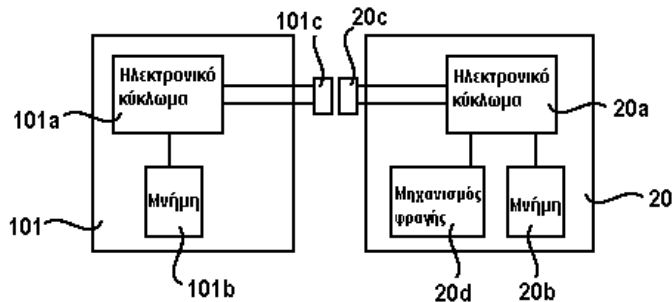 101c
20c
Ηλεκτρονικό
κύκλωμα
Ηλεκτρονικό
κύκλωμα
101a
20a
Μνήμη
Μηχανισμός
φραγής
Μνήμη
101
20
101b
20d
20b